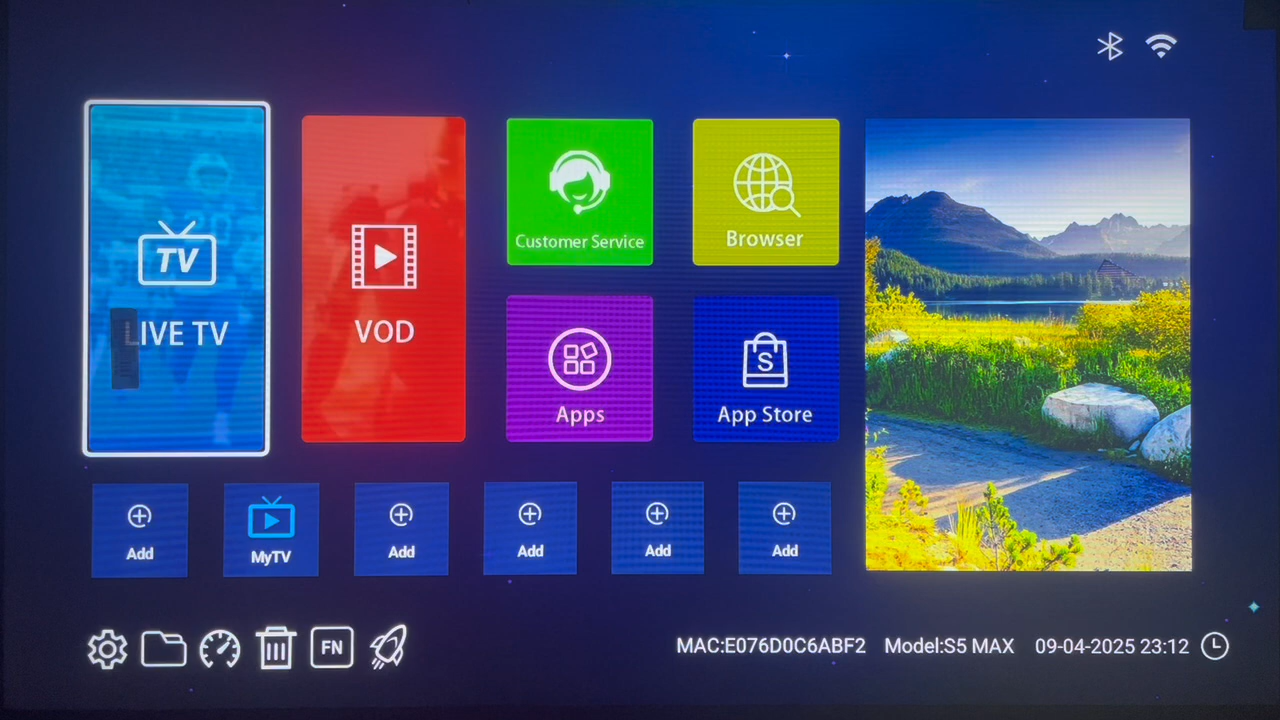 TV
LIVE TV
VOD
Customer Service
Browser
Apps
S
App Store
Add
MyTV
Add
Add
Add
Add
FN
MAC:E076D0C6ABF2 Model:S5 MAX 09-04-2025 23:12